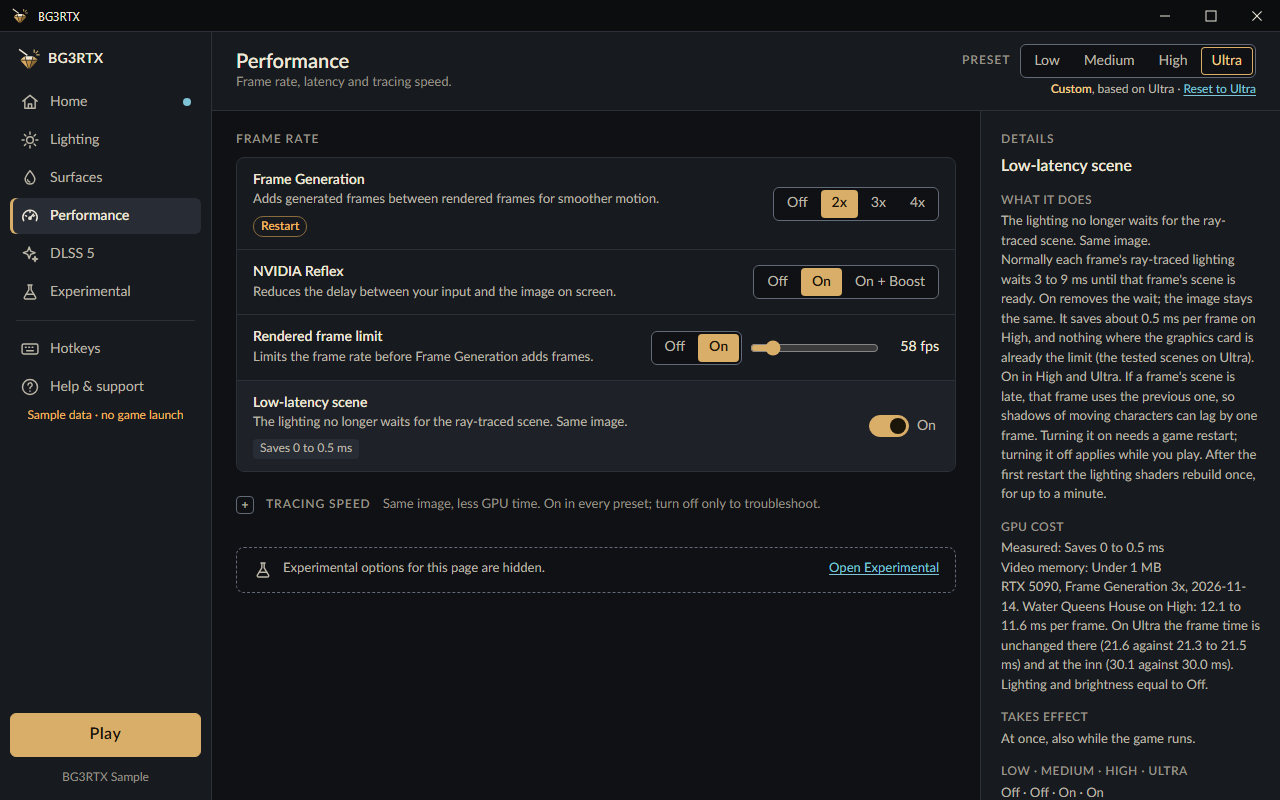 BG3RTX
BG3RTX
Home
Lighting
Surfaces
Performance
DLSS 5
Experimental
Hotkeys
Help & support
Sample data · no game launch
Play
BG3RTX Sample
Performance
Frame rate, latency and tracing speed.
PRESET
Low
Medium
High
Ultra
Custom, based on Ultra · Reset to Ultra
FRAME RATE
Frame Generation
Adds generated frames between rendered frames for smoother motion.
Restart
Off
2x
3x
4x
NVIDIA Reflex
Reduces the delay between your input and the image on screen.
Off
On
On + Boost
Rendered frame limit
Limits the frame rate before Frame Generation adds frames.
Off
On
58 fps
Low-latency scene
The lighting no longer waits for the ray-traced scene. Same image.
Saves 0 to 0.5 ms
On
TRACING SPEED
Same image, less GPU time. On in every preset; turn off only to troubleshoot.
Experimental options for this page are hidden.
Open Experimental
DETAILS
Low-latency scene
WHAT IT DOES
The lighting no longer waits for the ray-
traced scene. Same image.
Normally each frame's ray-traced lighting
waits 3 to 9 ms until that frame's scene is
ready. On removes the wait; the image stays
the same. It saves about 0.5 ms per frame on
High, and nothing where the graphics card is
already the limit (the tested scenes on Ultra).
On in High and Ultra. If a frame's scene is
late, that frame uses the previous one, so
shadows of moving characters can lag by one
frame. Turning it on needs a game restart;
turning it off applies while you play. After the
first restart the lighting shaders rebuild once,
for up to a minute.
GPU COST
Measured: Saves 0 to 0.5 ms
Video memory: Under 1 MB
RTX 5090, Frame Generation 3x, 2026-11-
14. Water Queens House on High: 12.1 to
11.6 ms per frame. On Ultra the frame time is
unchanged there (21.6 against 21.3 to 21.5
ms) and at the inn (30.1 against 30.0 ms).
Lighting and brightness equal to Off.
TAKES EFFECT
At once, also while the game runs.
LOW · MEDIUM · HIGH · ULTRA
Off · Off · On · On